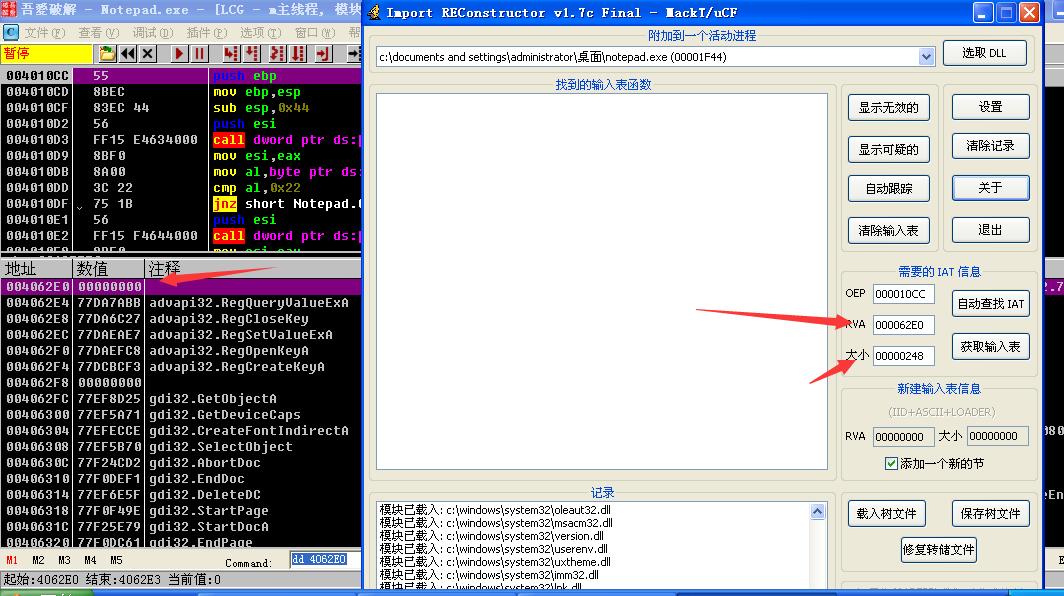 吾愛破解 - Notepad.exe - [LCG - m主线程, 模块
文件(F) 查看(V) 调试(D) 插件(P) 选项(T) 窗口(W) 帮
暂停
004010CC 55 push ebp
004010CD 8BEC mov ebp,esp
004010CF 83EC 44 sub esp,0x44
004010D2 56 push esi
004010D3 FF15 E4634000 call dword ptr ds:[
004010D9 8BF0 mov esi,eax
004010DB 8A00 mov al,byte ptr ds:
004010DD 3C 22 cmp al,0x22
004010DF 75 1B jnz short Notepad.
004010E1 56 push esi
004010E2 FF15 F4644000 call dword ptr ds:[
地址 数值 注释
004062E0 00000000
004062E4 77DA7ABB advapi32.RegQueryValueExA
004062E8 77DA6C27 advapi32.RegCloseKey
004062EC 77DAEAE7 advapi32.RegSetValueExA
004062F0 77DAEFC8 advapi32.RegOpenKeyA
004062F4 77DCBCF3 advapi32.RegCreateKeyA
004062F8 00000000
004062FC 77EF8D25 gdi32.GetObjectA
00406300 77EF5A71 gdi32.GetDeviceCaps
00406304 77EFECCE gdi32.CreateFontIndirectA
00406308 77EF5B70 gdi32.SelectObject
0040630C 77F24CD2 gdi32.AbortDoc
00406310 77F0DEF1 gdi32.EndDoc
00406314 77EF6E5F gdi32.DeleteDC
00406318 77F0F49E gdi32.StartPage
0040631C 77F25E79 gdi32.StartDocA
00406320 77F0DC61 gdi32.EndPage
M1 M2 M3 M4 M5 Command: dd 4062E0
起始:4062E0 结束:4062E3 当前值:0
Import REConstructor v1.7c Final - MackT/uCF
附加到一个活动进程
c:\documents and settings\administrator\桌面\notepad.exe (00001F44)
选取 DLL
找到的输入表函数
显示无效的
设置
显示可疑的
清除记录
自动跟踪
关于
清除输入表
退出
需要的 IAT 信息
OEP 000010CC
自动查找 IAT
RVA 000062E0
大小 00000248
获取输入表
新建输入表信息
(IID+ASCII+LOADER)
RVA 00000000 大小 00000000
添加一个新的节
载入树文件
保存树文件
修复转储文件
记录
模块已载入: c:\windows\system32\oleaut32.dll
模块已载入: c:\windows\system32\msacm32.dll
模块已载入: c:\windows\system32\version.dll
模块已载入: c:\windows\system32\userenv.dll
模块已载入: c:\windows\system32\uxtheme.dll
模块已载入: c:\windows\system32\imm32.dll
模块已载入: c:\windows\system32\lpk.dll